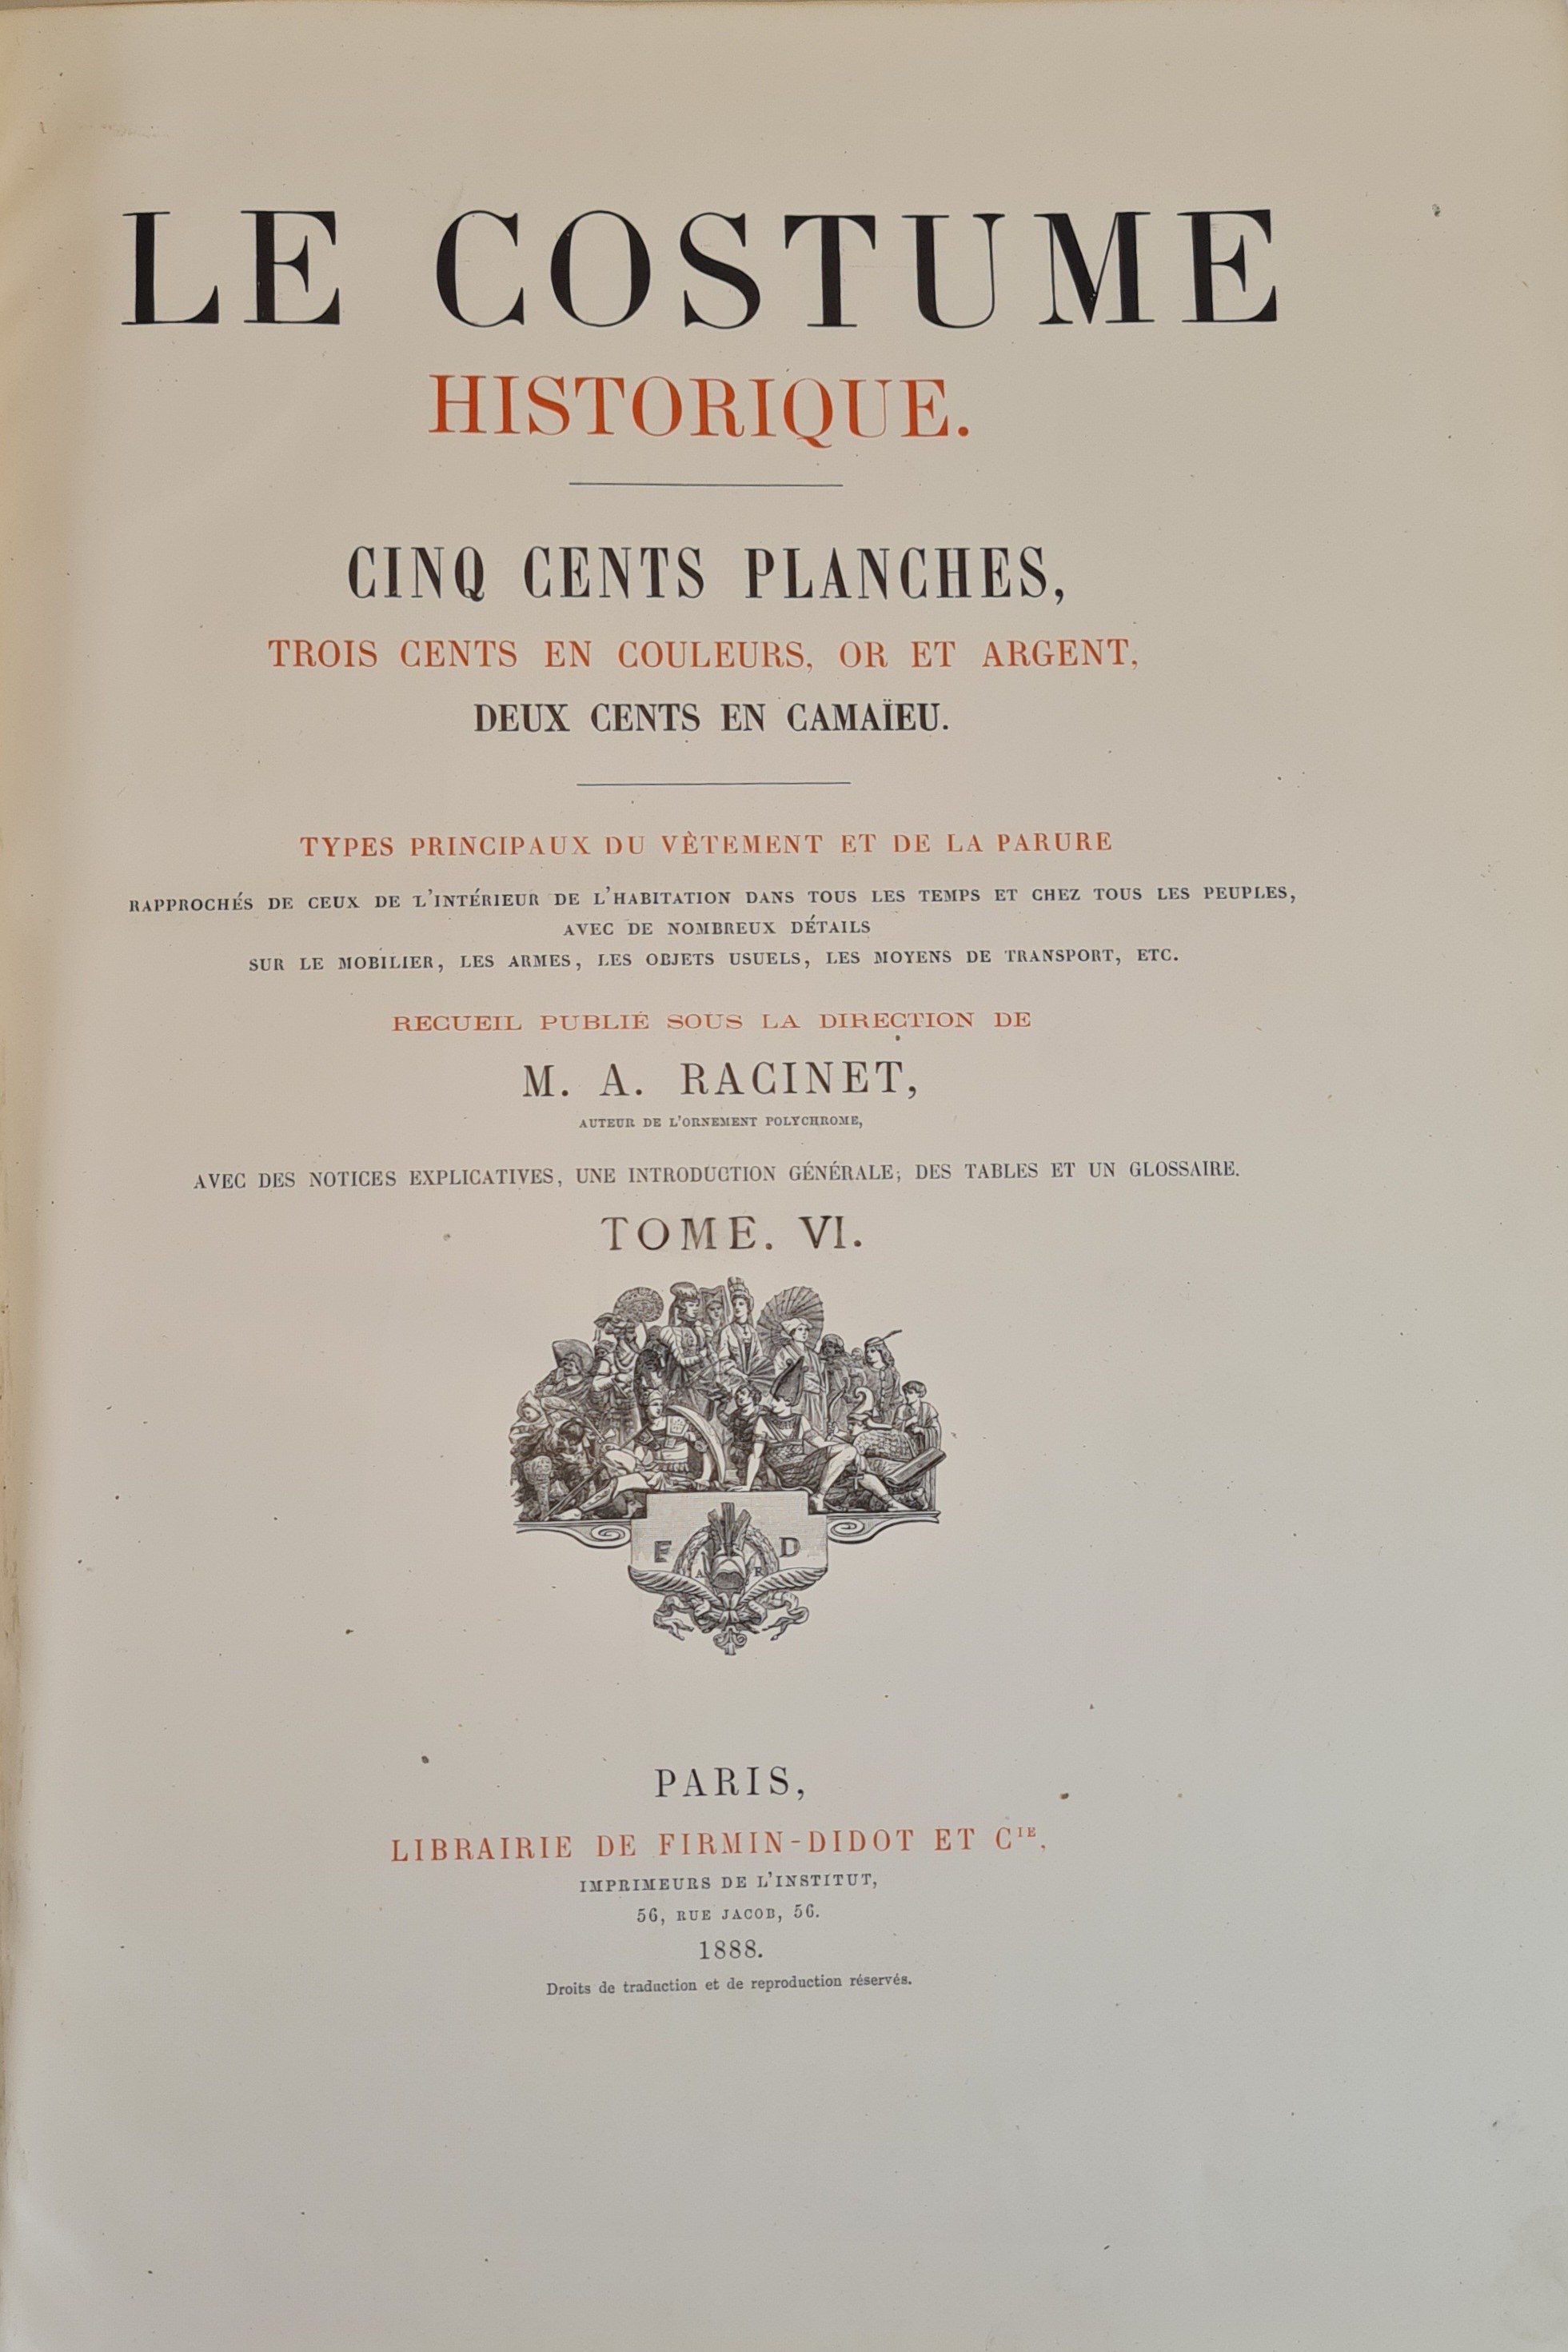 LE COSTUME
HISTORIQUE.
CINQ CENTS PLANCHES,
TROIS CENTS EN COULEURS, OR ET ARGENT,
DEUX CENTS EN CAMAÏEU.
TYPES PRINCIPAUX DU VÊTEMENT ET DE LA PARURE
RAPPROCHÉS DE CEUX DE L'INTÉRIEUR DE L'HABITATION DANS TOUS LES TEMPS ET CHEZ TOUS LES PEUPLES,
AVEC DE NOMBREUX DÉTAILS
SUR LE MOBILIER, LES ARMES, LES OBJETS USUELS, LES MOYENS DE TRANSPORT, ETC.
RECUEIL PUBLIÉ SOUS LA DIRECTION DE
M. A. RACINET,
AUTEUR DE L'ORNEMENT POLYCHROME,
AVEC DES NOTICES EXPLICATIVES, UNE INTRODUCTION GÉNÉRALE, DES TABLES ET UN GLOSSAIRE.
TOME. VI.
F D
A R
PARIS,
LIBRAIRIE DE FIRMIN-DIDOT ET CIE,
IMPRIMEURS DE L'INSTITUT,
56, RUE JACOB, 56.
1888.
Droits de traduction et de reproduction réservés.